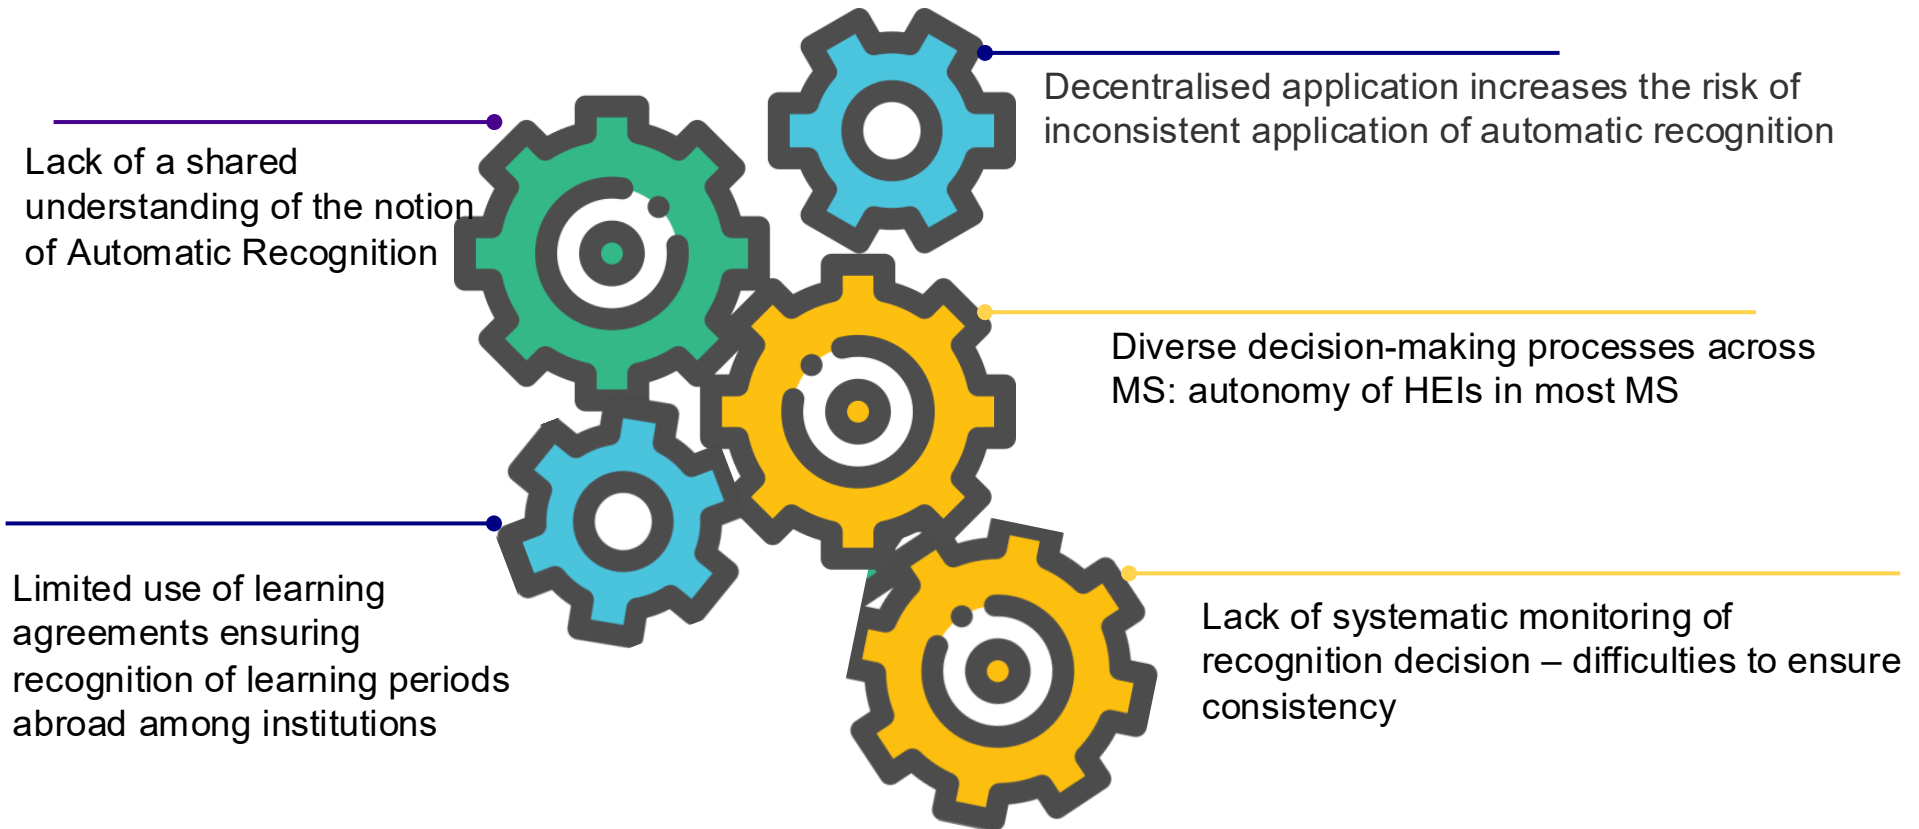 Decentralised application increases the risk of
inconsistent application of automatic recognition
Lack of a shared
understanding of the notion
of Automatic Recognition
Diverse decision-making processes across
MS: autonomy of HEIs in most MS
Limited use of learning
agreements ensuring
recognition of learning periods
abroad among institutions
Lack of systematic monitoring of
recognition decision – difficulties to ensure
consistency